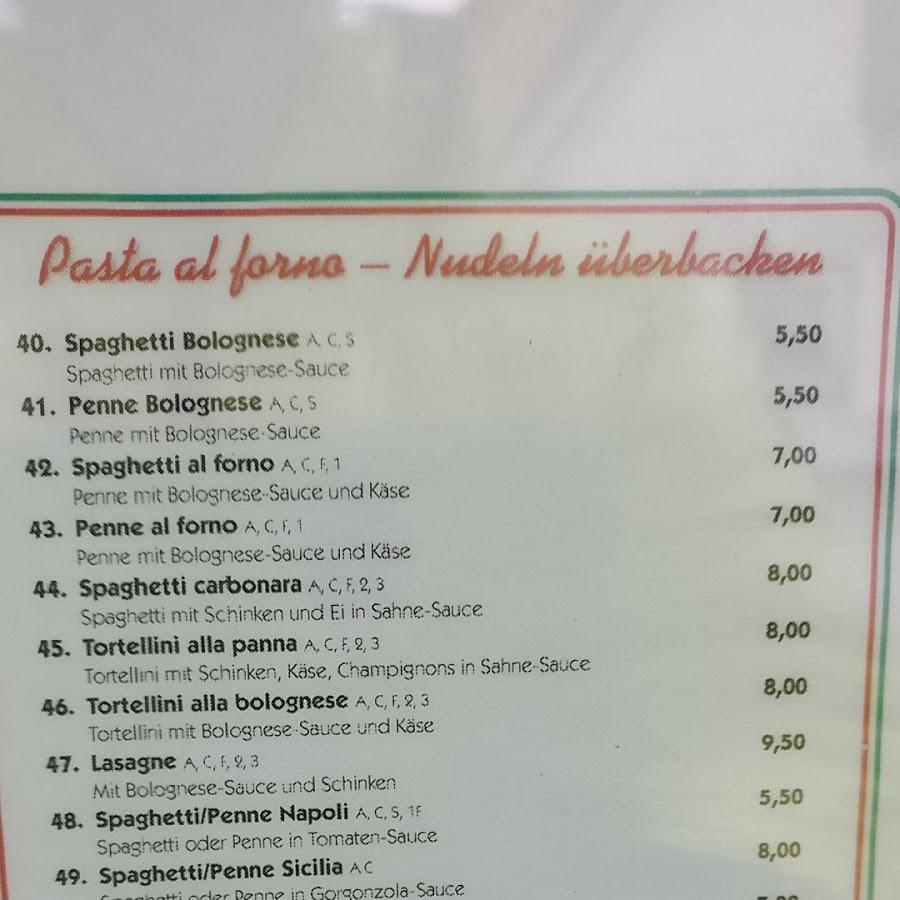 Pasta al forno – Nudeln überbacken
40. Spaghetti Bolognese A, C, S 5,50
Spaghetti mit Bolognese-Sauce
41. Penne Bolognese A, C, S 5,50
Penne mit Bolognese-Sauce
42. Spaghetti al forno A, C, F, 1 7,00
Penne mit Bolognese-Sauce und Käse
43. Penne al forno A, C, F, 1 7,00
Penne mit Bolognese-Sauce und Käse
44. Spaghetti carbonara A, C, F, 2, 3 8,00
Spaghetti mit Schinken und Ei in Sahne-Sauce
45. Tortellini alla panna A, C, F, 2, 3 8,00
Tortellini mit Schinken, Käse, Champignons in Sahne-Sauce
46. Tortellini alla bolognese A, C, F, 2, 3 8,00
Tortellini mit Bolognese-Sauce und Käse
47. Lasagne A, C, F, 2, 3 9,50
Mit Bolognese-Sauce und Schinken
48. Spaghetti/Penne Napoli A, C, S, 1F 5,50
Spaghetti oder Penne in Tomaten-Sauce
49. Spaghetti/Penne Sicilia A C 8,00
Spaghetti oder Penne in Gorgonzola-Sauce